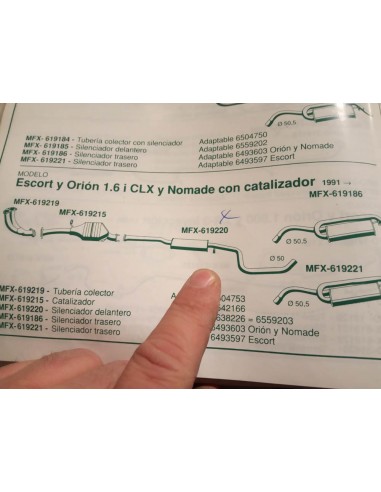 Ø 50,5
MFX- 619184 - Tubería colector con silenciador Adaptable 6504750
MFX- 619185 - Silenciador delantero Adaptable 6559202
MFX- 619186 - Silenciador trasero Adaptable 6493603 Orión y Nomade
MFX- 619221 - Silenciador trasero Adaptable 6493597 Escort
MODELO
Escort y Orión 1.6 i CLX y Nomade con catalizador 1991 →
MFX-619186
MFX-619219
MFX-619215
MFX-619220
Ø 50,5
Ø 50
MFX-619221
Ø 50,5
MFX-619219 - Tubería colector 6504753
MFX-619215 - Catalizador 642166
MFX-619220 - Silenciador delantero 638226 = 6559203
MFX-619186 - Silenciador trasero 6493603 Orión y Nomade
MFX-619221 - Silenciador trasero 6493597 Escort